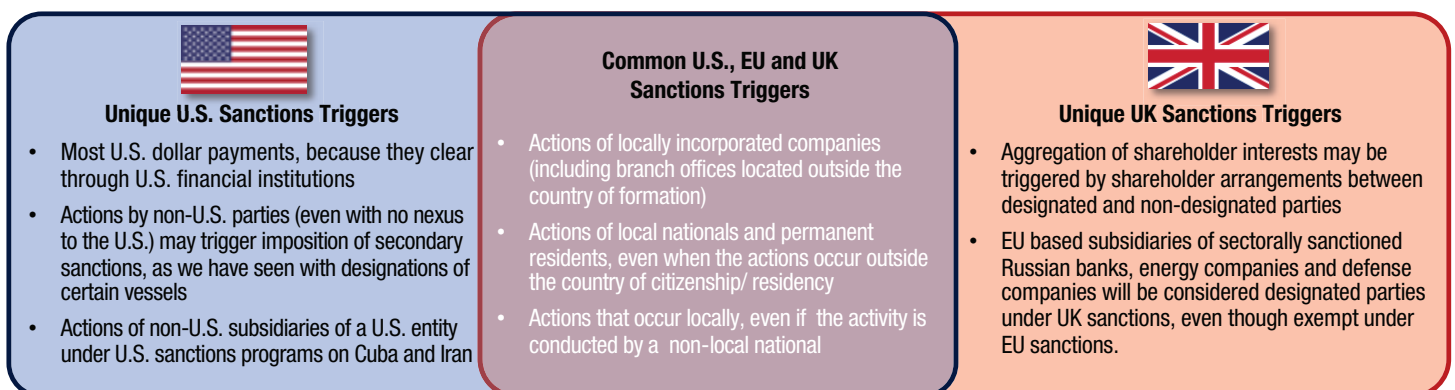 Unique U.S. Sanctions Triggers
• Most U.S. dollar payments, because they clear
through U.S. financial institutions
• Actions by non-U.S. parties (even with no nexus
to the U.S.) may trigger imposition of secondary
sanctions, as we have seen with designations of
certain vessels
• Actions of non-U.S. subsidiaries of a U.S. entity
under U.S. sanctions programs on Cuba and Iran
Common U.S., EU and UK
Sanctions Triggers
• Actions of locally incorporated companies
(including branch offices located outside the
country of formation)
• Actions of local nationals and permanent
residents, even when the actions occur outside
the country of citizenship/ residency
• Actions that occur locally, even if the activity is
conducted by a non-local national
Unique UK Sanctions Triggers
• Aggregation of shareholder interests may be
triggered by shareholder arrangements between
designated and non-designated parties
• EU based subsidiaries of sectorally sanctioned
Russian banks, energy companies and defense
companies will be considered designated parties
under UK sanctions, even though exempt under
EU sanctions.